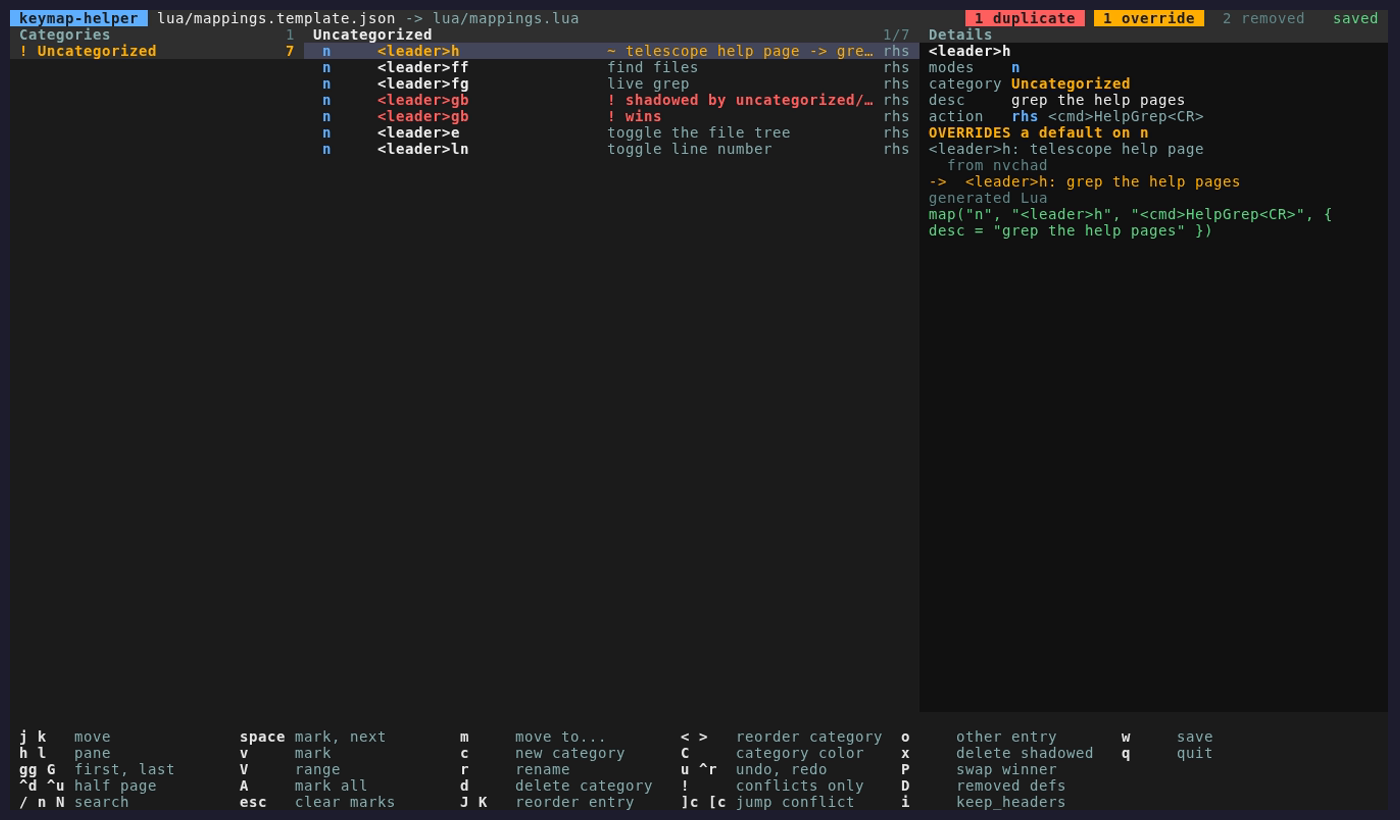 keymap-helper lua/mappings.template.json -> lua/mappings.lua 1 duplicate 1 override 2 removed saved
Categories 1 Uncategorized 1/7 Details
! Uncategorized 7 n <leader>h ~ telescope help page -> gre… rhs <leader>h
n <leader>ff find files rhs modes n
n <leader>fg live grep rhs category Uncategorized
n <leader>gb ! shadowed by uncategorized/… rhs desc grep the help pages
n <leader>gb ! wins rhs action rhs <cmd>HelpGrep<CR>
n <leader>e toggle the file tree rhs OVERRIDES a default on n
n <leader>ln toggle line number rhs <leader>h: telescope help page
from nvchad
-> <leader>h: grep the help pages
generated Lua
map("n", "<leader>h", "<cmd>HelpGrep<CR>", {
desc = "grep the help pages" })
j k move space mark, next m move to... < > reorder category o other entry w save
h l pane v mark c new category C category color x delete shadowed q quit
gg G first, last V range r rename u ^r undo, redo P swap winner
^d ^u half page A mark all d delete category ! conflicts only D removed defs
/ n N search esc clear marks J K reorder entry ]c [c jump conflict i keep_headers